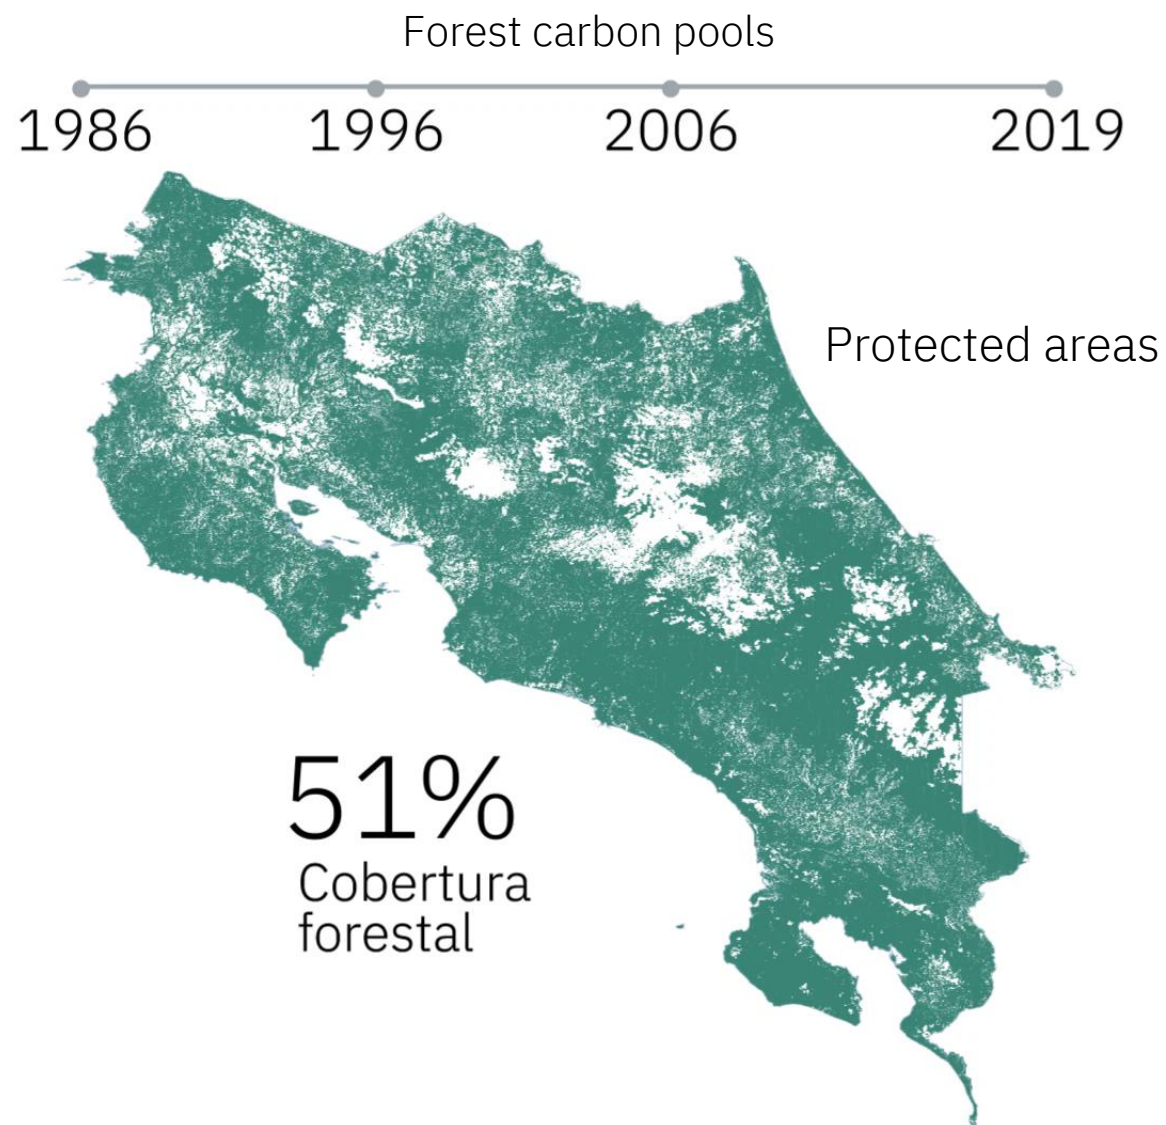 Forest carbon pools
1986 1996 2006 2019
Protected areas
51%
Cobertura
forestal